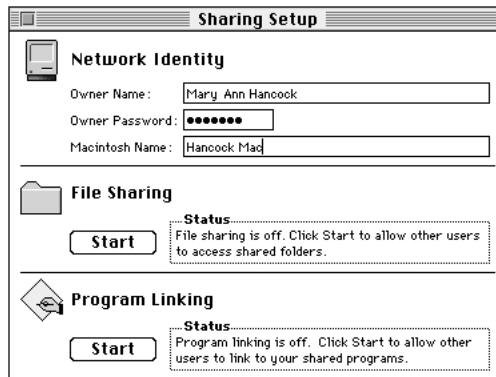 Sharing Setup
Network Identity
Owner Name: Mary Ann Hancock
Owner Password: •••••••
Macintosh Name: Hancock Mac
File Sharing
Status
Start
File sharing is off. Click Start to allow other users
to access shared folders.
Program Linking
Status
Start
Program linking is off. Click Start to allow other
users to link to your shared programs.